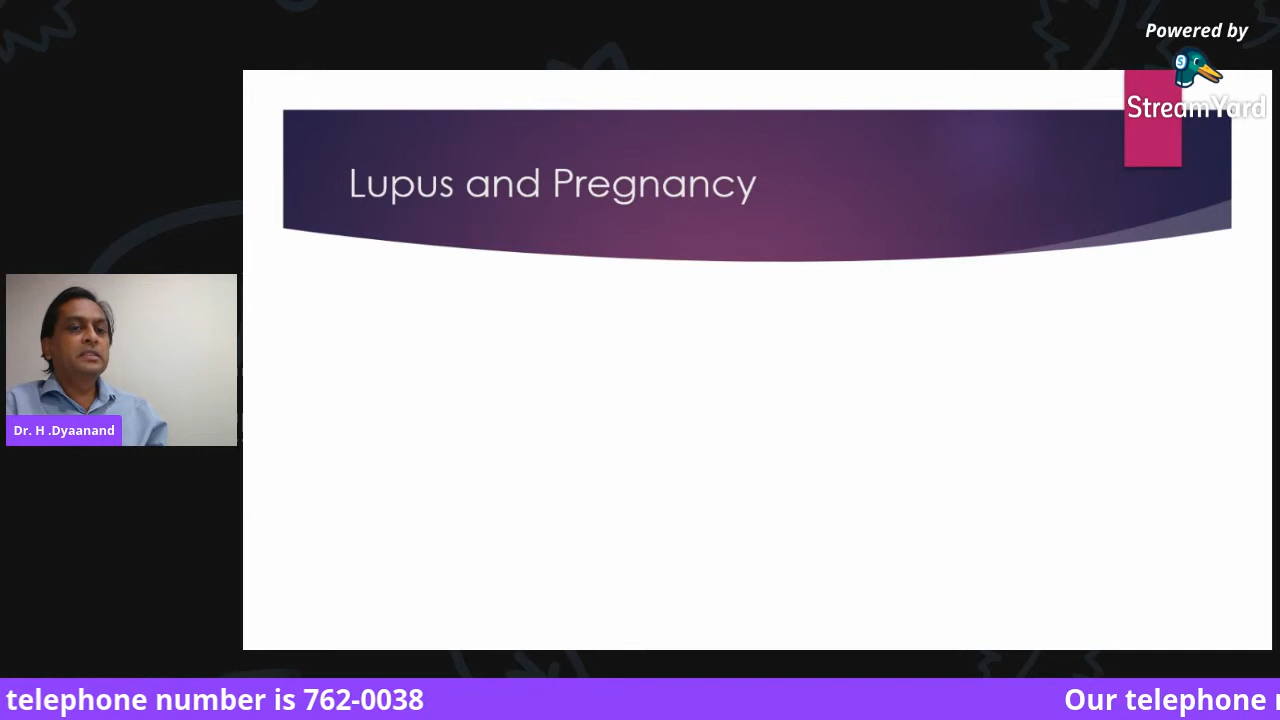 Powered by
StreamYard
Lupus and Pregnancy
Dr. H .Dyaanand
telephone number is 762-0038
Our telephone